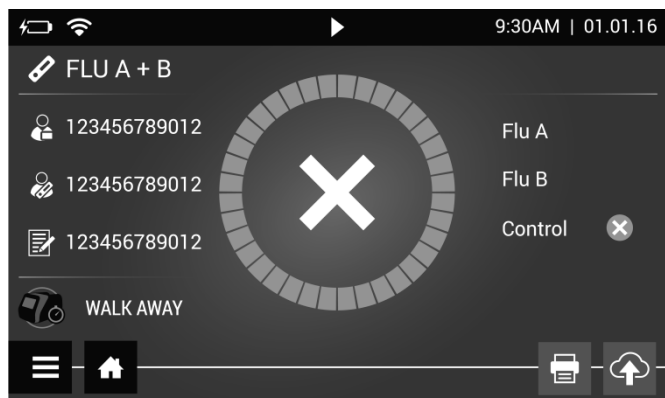 9:30AM | 01.01.16
FLU A + B
123456789012
123456789012
123456789012
WALK AWAY
Flu A
Flu B
Control